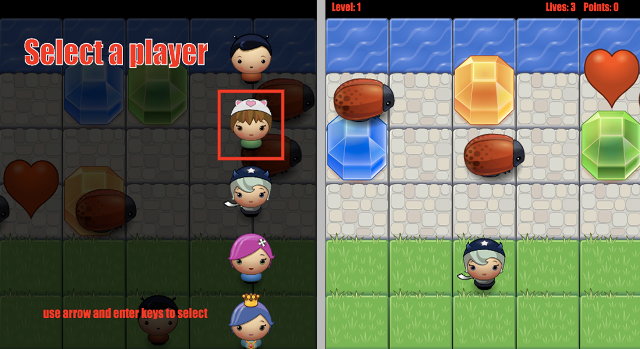 Select a player
use arrow and enter keys to select
Level: 1
Lives: 3 Points: 0